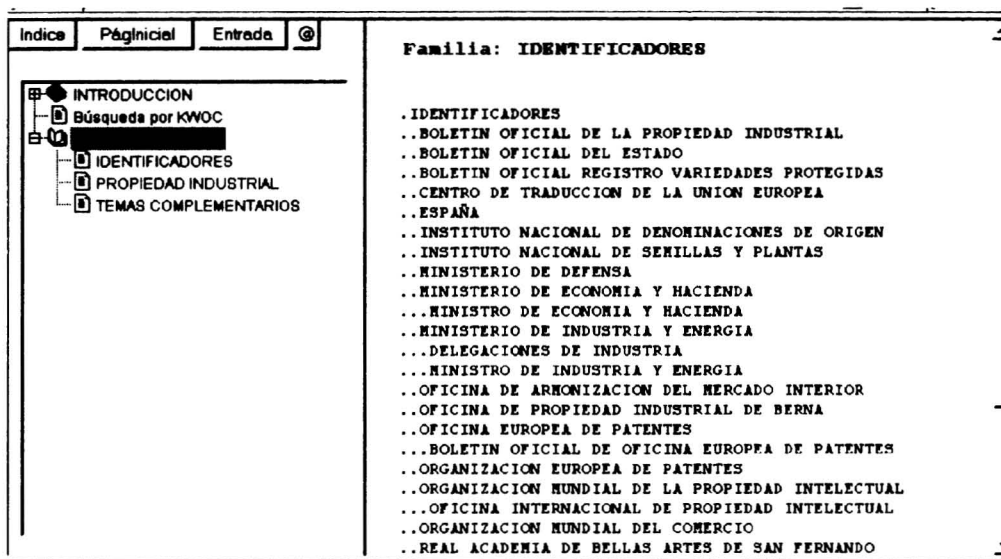 Indice PágInicial Entrada @
INTRODUCCION
Búsqueda por KWOC
IDENTIFICADORES
PROPIEDAD INDUSTRIAL
TEMAS COMPLEMENTARIOS
Familia: IDENTIFICADORES
.IDENTIFICADORES
..BOLETIN OFICIAL DE LA PROPIEDAD INDUSTRIAL
..BOLETIN OFICIAL DEL ESTADO
..BOLETIN OFICIAL REGISTRO VARIEDADES PROTEGIDAS
..CENTRO DE TRADUCCION DE LA UNION EUROPEA
..ESPAÑA
..INSTITUTO NACIONAL DE DENOMINACIONES DE ORIGEN
..INSTITUTO NACIONAL DE SEMILLAS Y PLANTAS
..MINISTERIO DE DEFENSA
..MINISTERIO DE ECONOMIA Y HACIENDA
...MINISTRO DE ECONOMIA Y HACIENDA
..MINISTERIO DE INDUSTRIA Y ENERGIA
...DELEGACIONES DE INDUSTRIA
...MINISTRO DE INDUSTRIA Y ENERGIA
..OFICINA DE ARMONIZACION DEL MERCADO INTERIOR
..OFICINA DE PROPIEDAD INDUSTRIAL DE BERNA
..OFICINA EUROPEA DE PATENTES
...BOLETIN OFICIAL DE OFICINA EUROPEA DE PATENTES
..ORGANIZACION EUROPEA DE PATENTES
..ORGANIZACION MUNDIAL DE LA PROPIEDAD INTELECTUAL
...OFICINA INTERNACIONAL DE PROPIEDAD INTELECTUAL
..ORGANIZACION MUNDIAL DEL COMERCIO
..REAL ACADEMIA DE BELLAS ARTES DE SAN FERNANDO